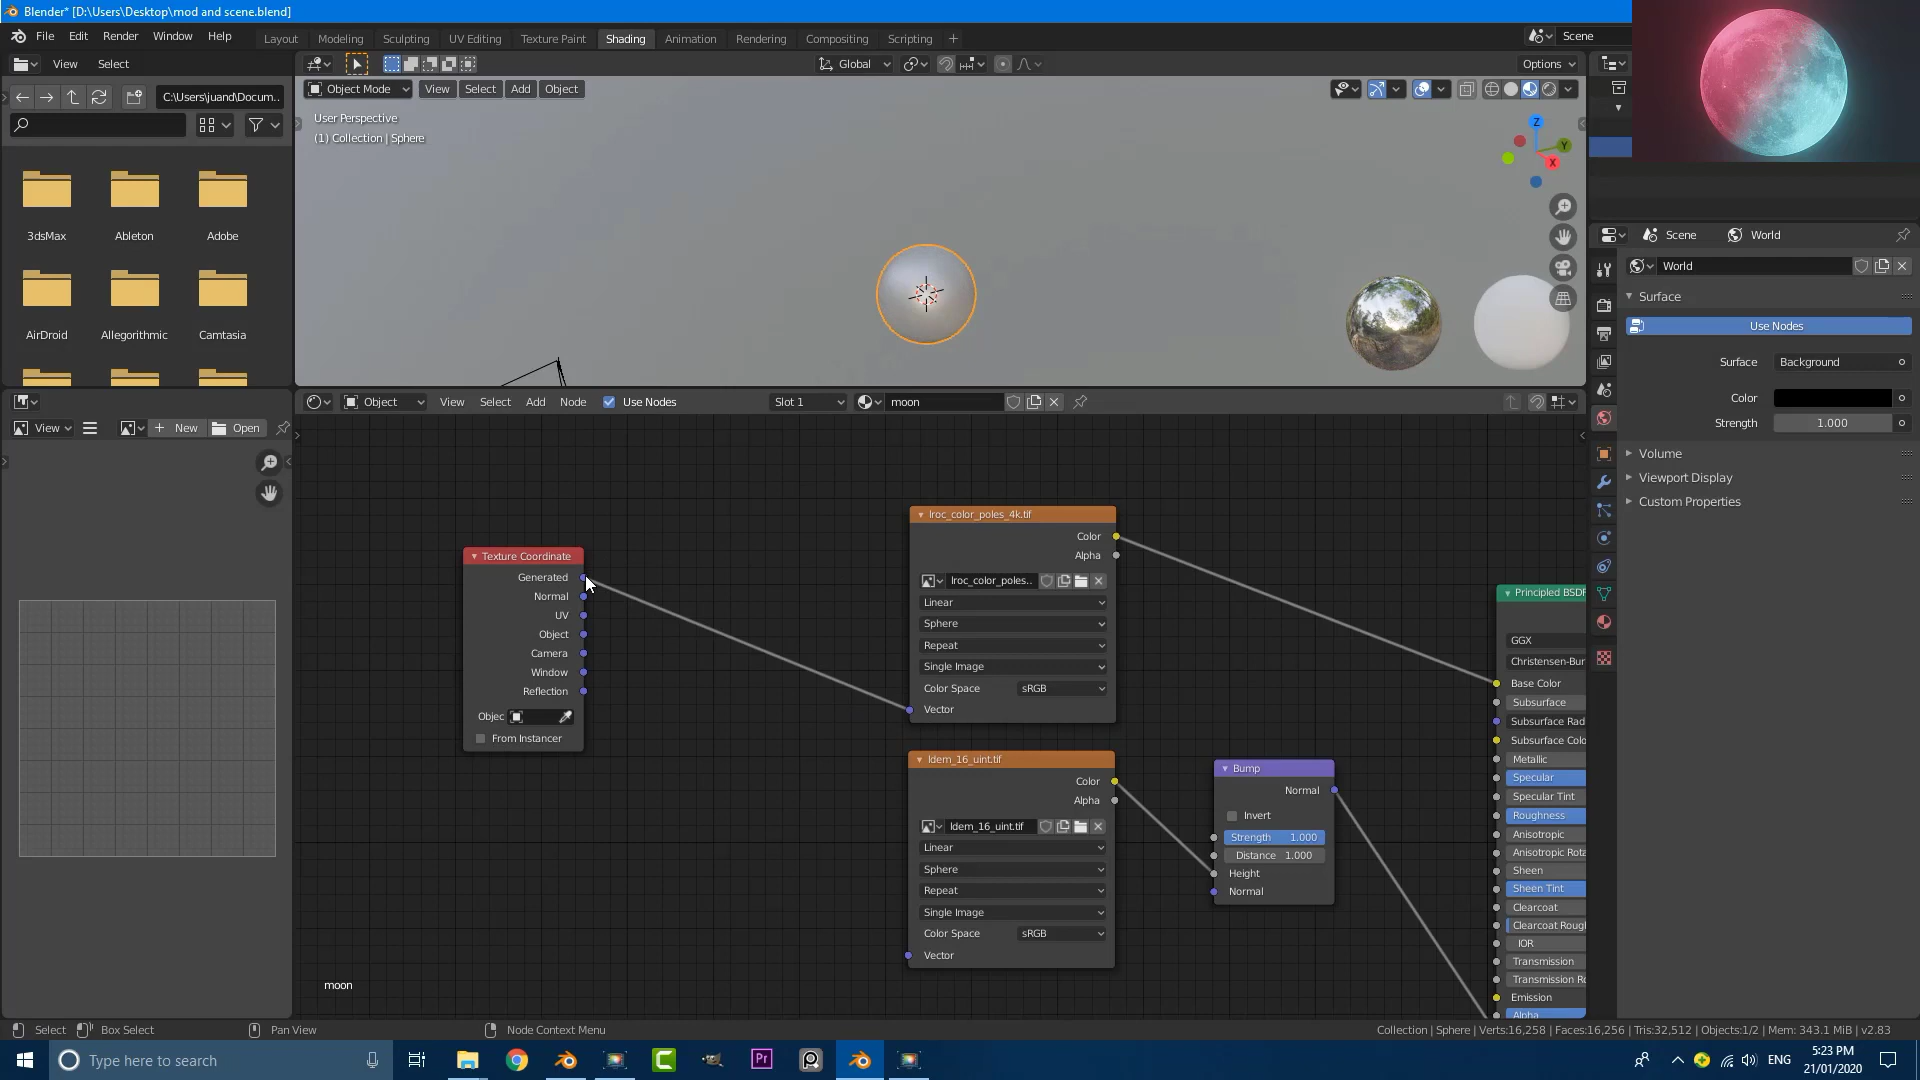 Blender* [D:\Users\Desktop\mod and scene.blend]
File Edit Render Window Help
Layout Modeling Sculpting UV Editing Texture Paint Shading Animation Rendering Compositing Scripting
Scene
View Select
Global
Options
C:\Users\juand\Docum..
Object Mode View Select Add Object
User Perspective
(1) Collection | Sphere
Z
Y
X
3dsMax Ableton Adobe
AirDroid Allegorithmic Camtasia
Scene World
World
Surface
Use Nodes
Surface Background
Color
Strength 1.000
Volume
Viewport Display
Custom Properties
Object View Select Add Node Use Nodes Slot 1 moon
View New Open
Texture Coordinate
Generated
Normal
UV
Object
Camera
Window
Reflection
Objec
From Instancer
lroc_color_poles_4k.tif
Color
Alpha
lroc_color_poles..
Linear
Sphere
Repeat
Single Image
Color Space sRGB
Vector
ldem_16_uint.tif
Color
Alpha
ldem_16_uint.tif
Linear
Sphere
Repeat
Single Image
Color Space sRGB
Vector
Bump
Normal
Invert
Strength 1.000
Distance 1.000
Height
Normal
Principled BSDF
GGX
Christensen-Bur
Base Color
Subsurface
Subsurface Rad
Subsurface Colo
Metallic
Specular
Specular Tint
Roughness
Anisotropic
Anisotropic Rota
Sheen
Sheen Tint
Clearcoat
Clearcoat Rough
IOR
Transmission
Transmission Ro
Emission
Alpha
moon
Select Box Select Pan View Node Context Menu
Collection | Sphere | Verts:16,258 | Faces:16,256 | Tris:32,512 | Objects:1/2 | Mem: 343.1 MiB | v2.83
Type here to search
Pr
ENG
5:23 PM
21/01/2020